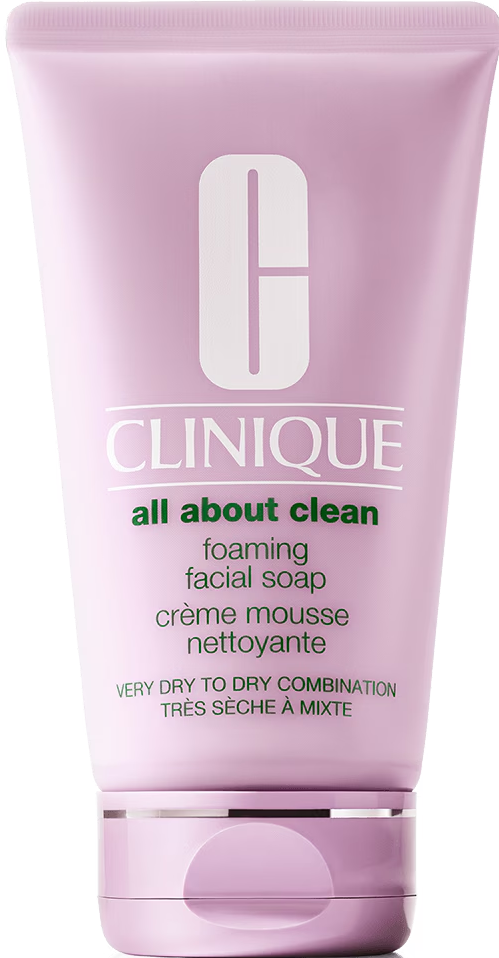 C
CLINIQUE
all about clean
foaming
facial soap
crème mousse
nettoyante
VERY DRY TO DRY COMBINATION
TRÈS SÈCHE À MIXTE